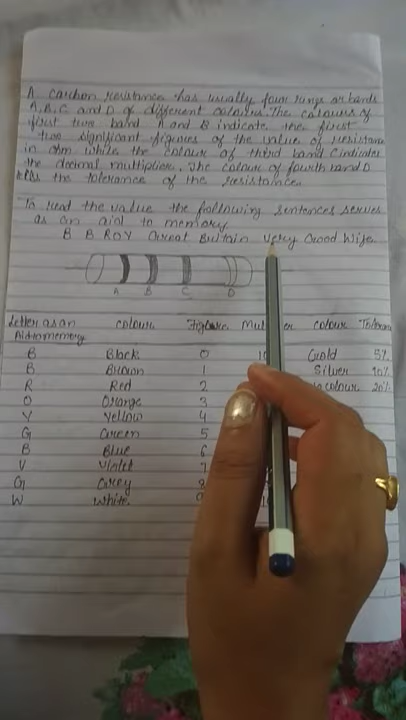 A carbon resistance has usually four rings or bands
A, B, C and D of different colours. The colours of
first two band A and B indicate the first
two significant figures of the value of resistance
in ohm while the colour of third band C indicates
the decimal multiplier. The colour of fourth band D
tells the tolerance of the resistances
To read the value the following sentences serves
as an aid to memory.
B B ROY Great Britain Very Good Wife.
A B C D
Letter as an Aid to memory colour Figure colour
B Black 0 Gold 5%
B Brown 1 Silver 10%
R Red 2 colour 20%
O Orange 3
Y Yellow 4
G Green 5
B Blue 6
V Violet 7
G Grey 8
W White 9